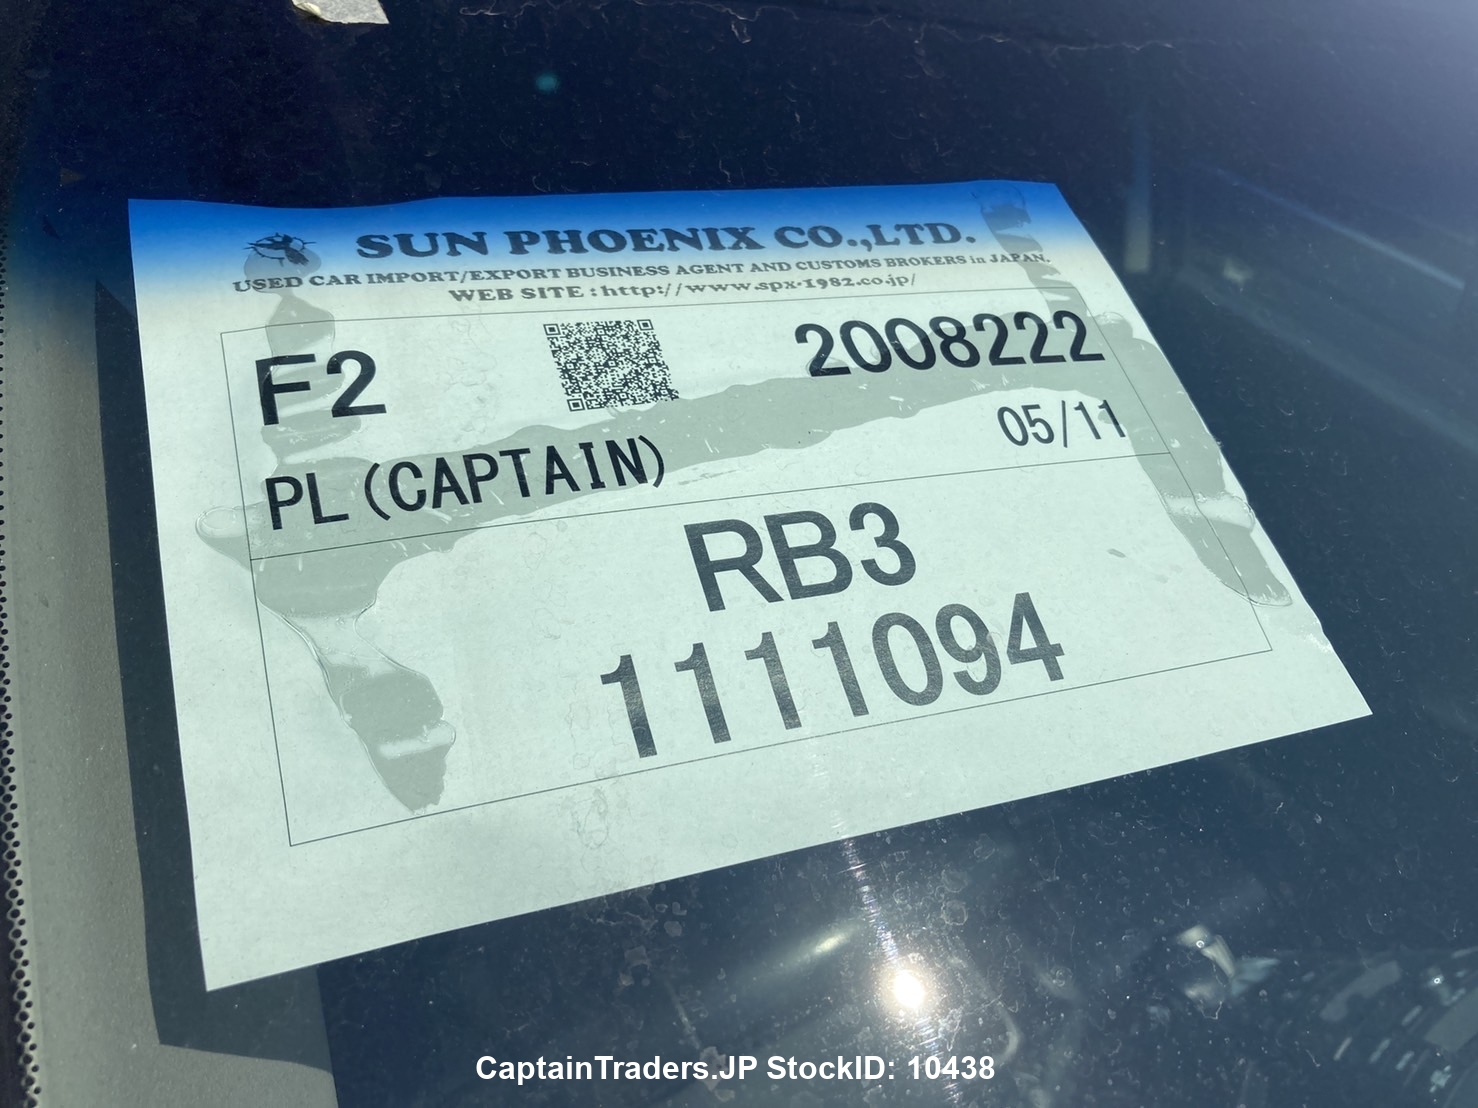 SUN PHOENIX CO.,LTD.
USED CAR IMPORT/EXPORT BUSINESS AGENT AND CUSTOMS BROKERS in JAPAN.
WEB SITE : http://www.spx-1982.co.jp/
F2
2008222
PL(CAPTAIN)
05/11
RB3
1111094
CaptainTraders.JP StockID: 10438